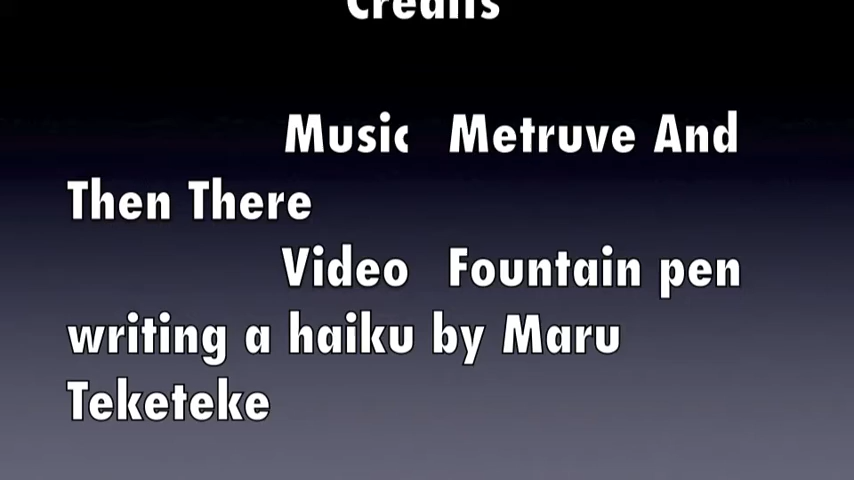 Credits
Music Metruve And
Then There
Video Fountain pen
writing a haiku by Maru
Teketeke